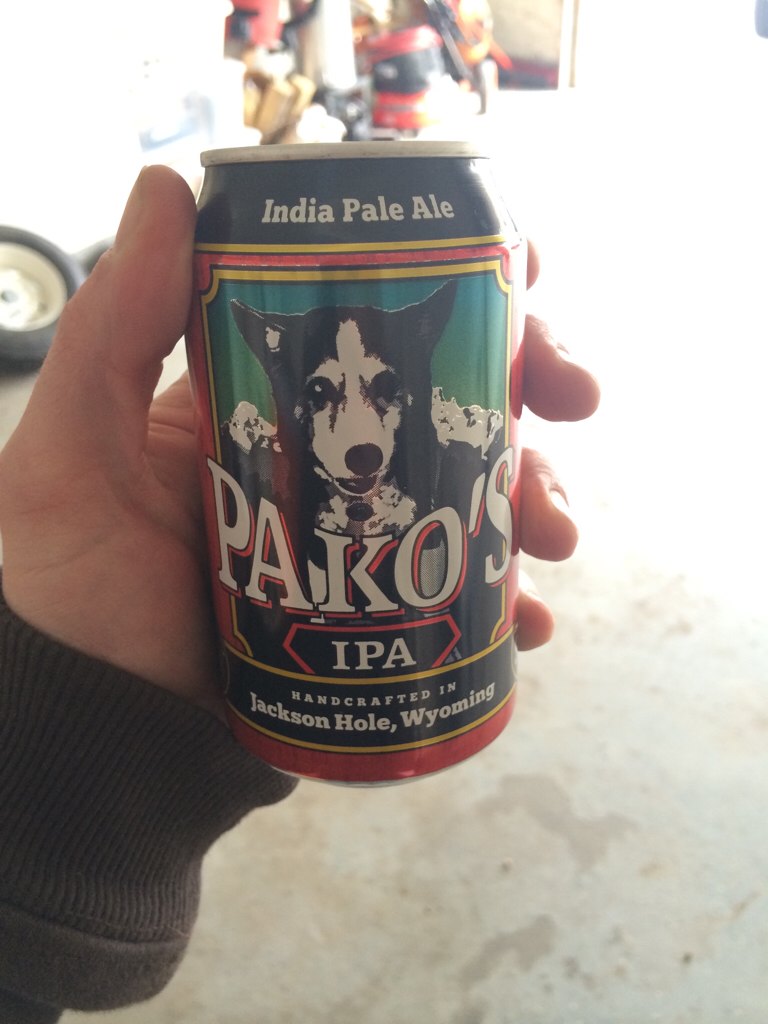 India Pale Ale
PAKO'S
IPA
HANDCRAFTED IN
Jackson Hole, Wyoming